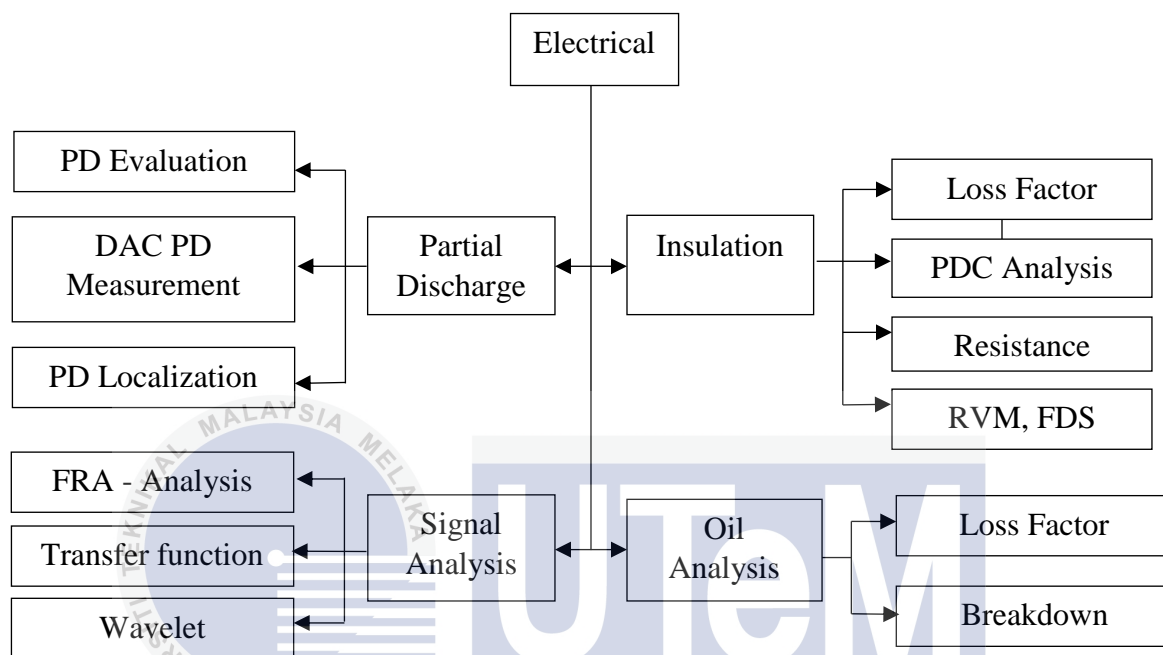 Electrical
PD Evaluation
DAC PD
Measurement
PD Localization
Partial
Discharge
Insulation
Loss Factor
PDC Analysis
Resistance
RVM, FDS
FRA - Analysis
Transfer function
Wavelet
Signal
Analysis
Oil
Analysis
Loss Factor
Breakdown
TEKNIKAL MALAYSIA MELAKA
UTeM